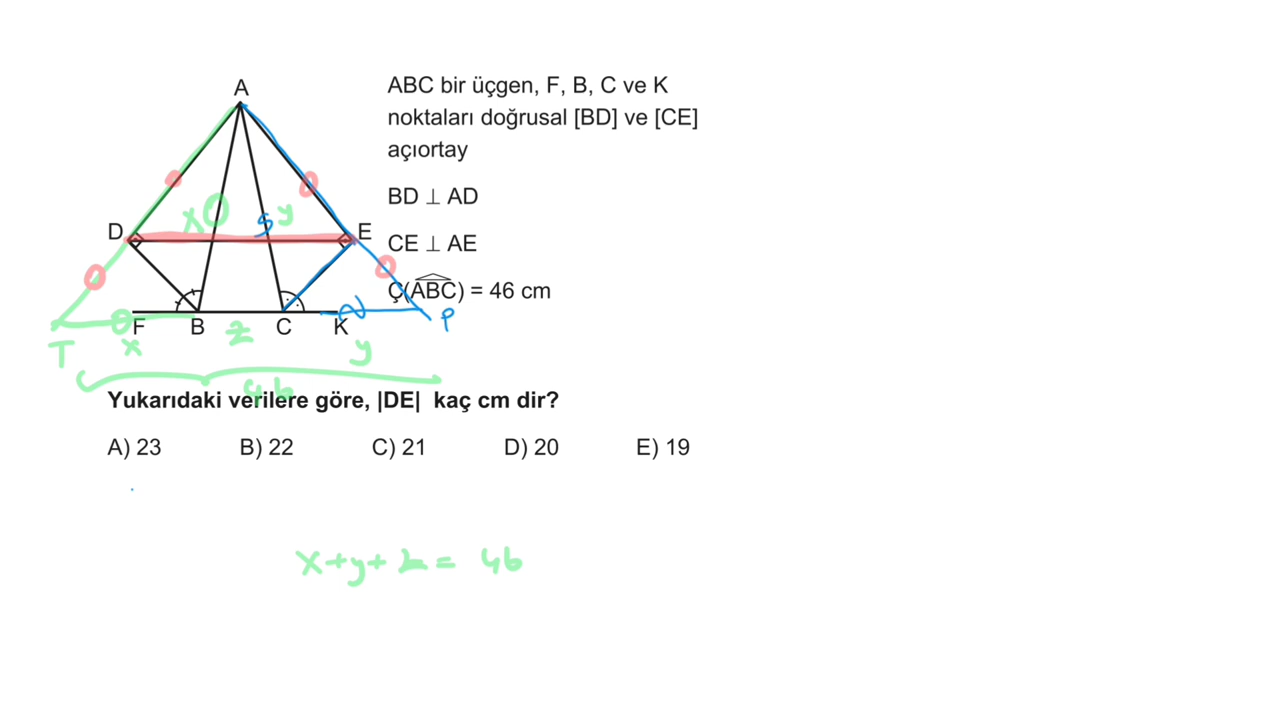 A
ABC bir üçgen, F, B, C ve K
noktaları doğrusal [BD] ve [CE]
açıortay
BD ⊥ AD
x y
D E
CE ⊥ AE
Ç(ABC) = 46 cm
F B C K P
T x z y
46
Yukarıdaki verilere göre, |DE| kaç cm dir?
A) 23 B) 22 C) 21 D) 20 E) 19
x+y+z = 46